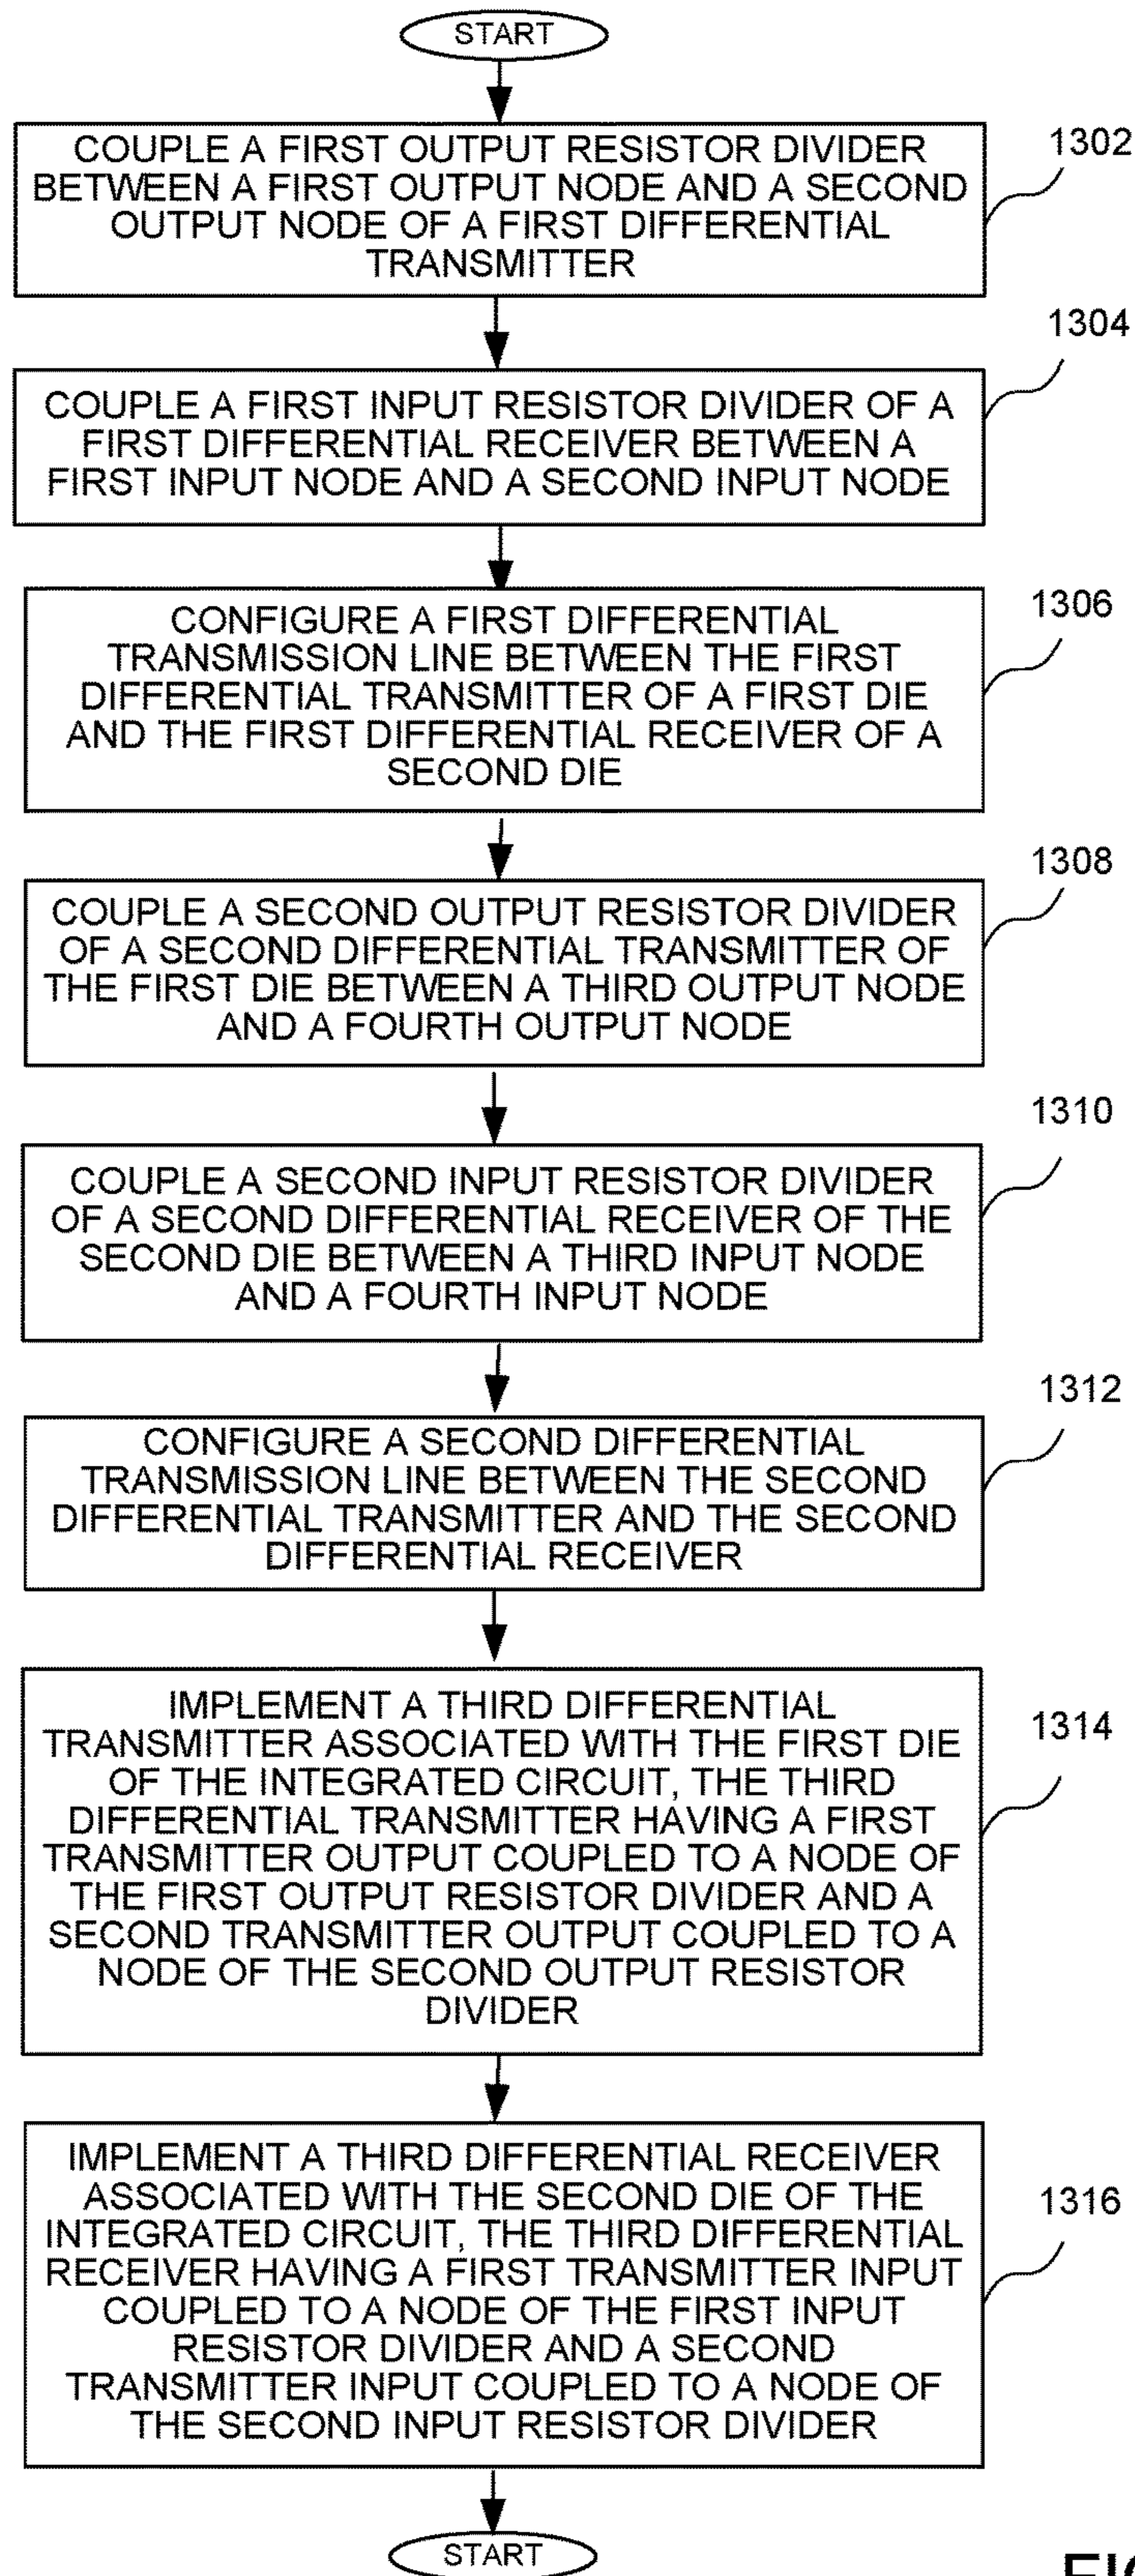 START
COUPLE A FIRST OUTPUT RESISTOR DIVIDER
BETWEEN A FIRST OUTPUT NODE AND A SECOND
OUTPUT NODE OF A FIRST DIFFERENTIAL
TRANSMITTER
1302
COUPLE A FIRST INPUT RESISTOR DIVIDER OF A
FIRST DIFFERENTIAL RECEIVER BETWEEN A
FIRST INPUT NODE AND A SECOND INPUT NODE
1304
CONFIGURE A FIRST DIFFERENTIAL
TRANSMISSION LINE BETWEEN THE FIRST
DIFFERENTIAL TRANSMITTER OF A FIRST DIE
AND THE FIRST DIFFERENTIAL RECEIVER OF A
SECOND DIE
1306
COUPLE A SECOND OUTPUT RESISTOR DIVIDER
OF A SECOND DIFFERENTIAL TRANSMITTER OF
THE FIRST DIE BETWEEN A THIRD OUTPUT NODE
AND A FOURTH OUTPUT NODE
1308
COUPLE A SECOND INPUT RESISTOR DIVIDER
OF A SECOND DIFFERENTIAL RECEIVER OF THE
SECOND DIE BETWEEN A THIRD INPUT NODE
AND A FOURTH INPUT NODE
1310
CONFIGURE A SECOND DIFFERENTIAL
TRANSMISSION LINE BETWEEN THE SECOND
DIFFERENTIAL TRANSMITTER AND THE SECOND
DIFFERENTIAL RECEIVER
1312
IMPLEMENT A THIRD DIFFERENTIAL
TRANSMITTER ASSOCIATED WITH THE FIRST DIE
OF THE INTEGRATED CIRCUIT, THE THIRD
DIFFERENTIAL TRANSMITTER HAVING A FIRST
TRANSMITTER OUTPUT COUPLED TO A NODE OF
THE FIRST OUTPUT RESISTOR DIVIDER AND A
SECOND TRANSMITTER OUTPUT COUPLED TO A
NODE OF THE SECOND OUTPUT RESISTOR
DIVIDER
1314
IMPLEMENT A THIRD DIFFERENTIAL RECEIVER
ASSOCIATED WITH THE SECOND DIE OF THE
INTEGRATED CIRCUIT, THE THIRD DIFFERENTIAL
RECEIVER HAVING A FIRST TRANSMITTER INPUT
COUPLED TO A NODE OF THE FIRST INPUT
RESISTOR DIVIDER AND A SECOND
TRANSMITTER INPUT COUPLED TO A NODE OF
THE SECOND INPUT RESISTOR DIVIDER
1316
START